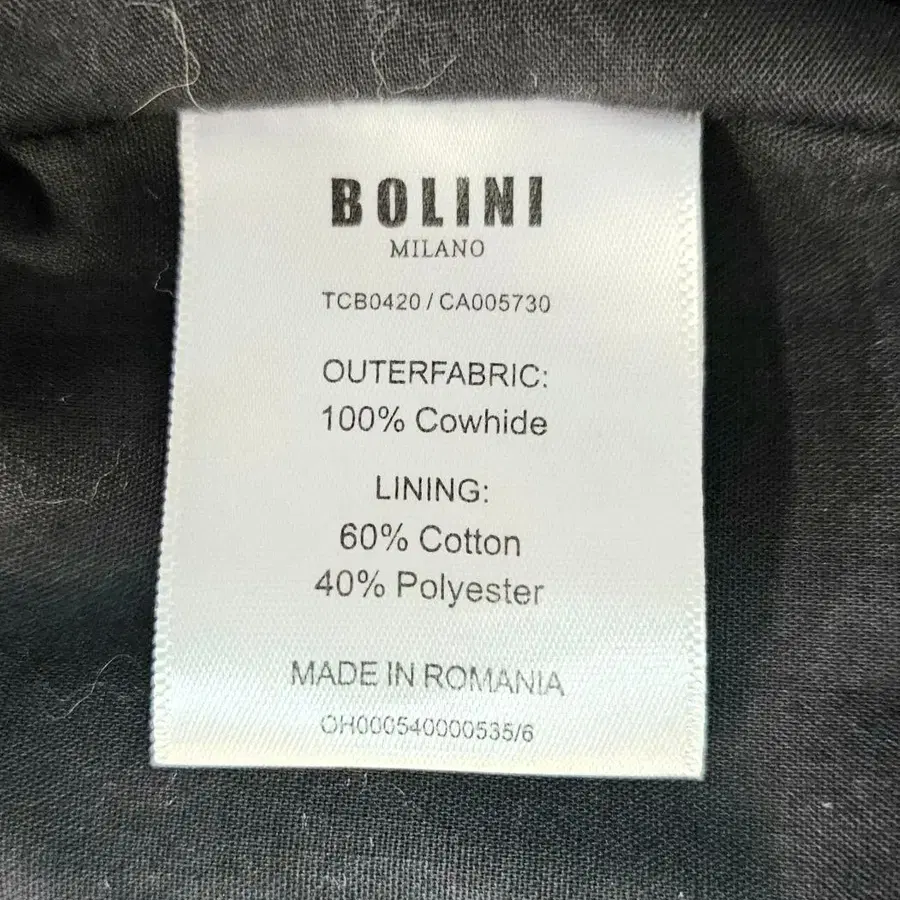 BOLINI
MILANO
TCB0420 / CA005730
OUTERFABRIC:
100% Cowhide
LINING:
60% Cotton
40% Polyester
MADE IN ROMANIA
OH000540000535/6